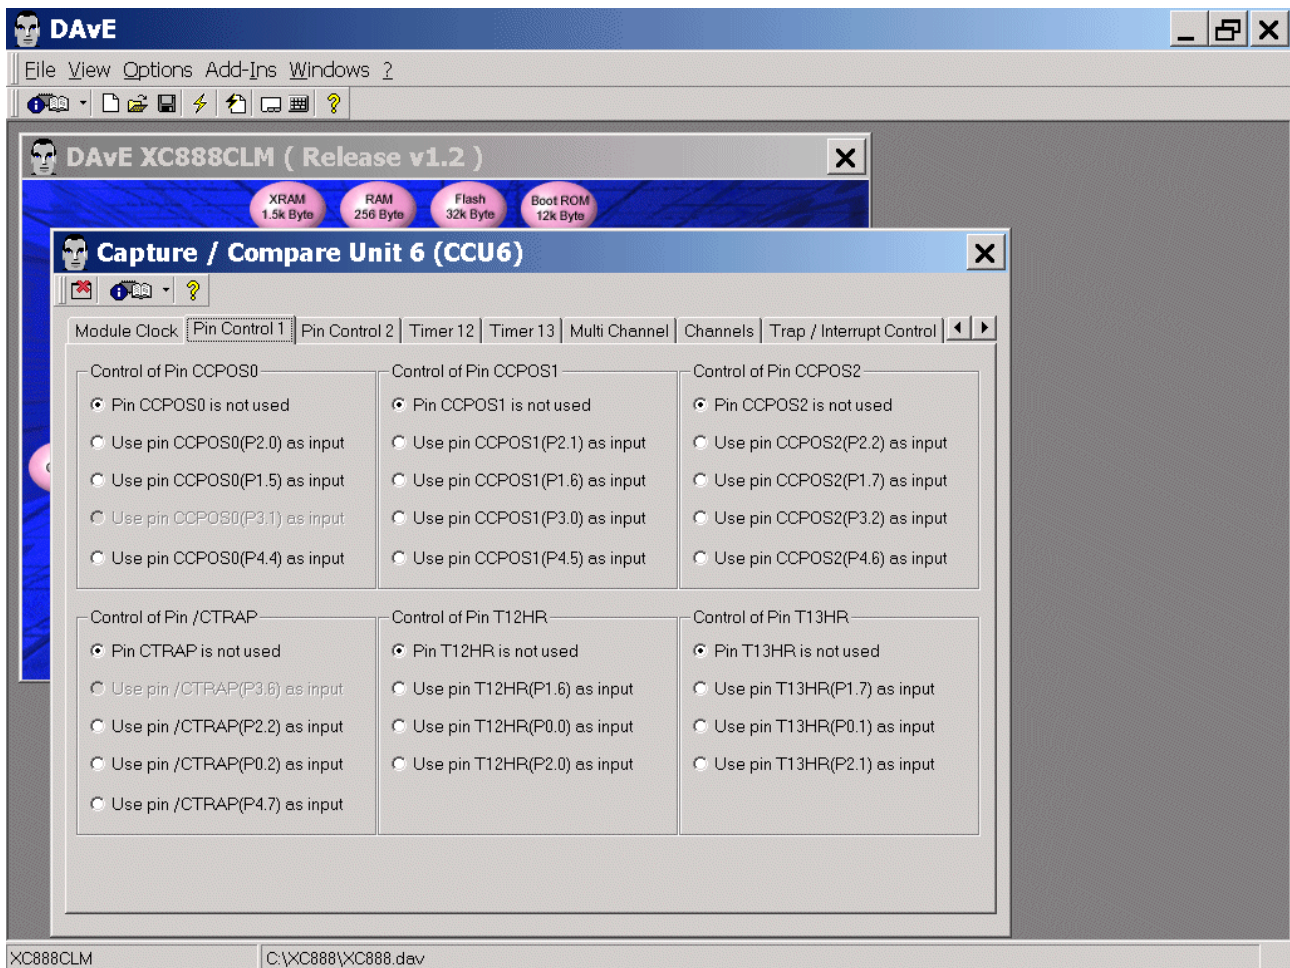 DAvE
File View Options Add-Ins Windows ?
DAvE XC888CLM ( Release v1.2 )
XRAM
1.5k Byte
RAM
256 Byte
Flash
32k Byte
Boot ROM
12k Byte
Capture / Compare Unit 6 (CCU6)
Module Clock Pin Control 1 Pin Control 2 Timer 12 Timer 13 Multi Channel Channels Trap / Interrupt Control
Control of Pin CCPOS0
Pin CCPOS0 is not used
Use pin CCPOS0(P2.0) as input
Use pin CCPOS0(P1.5) as input
Use pin CCPOS0(P3.1) as input
Use pin CCPOS0(P4.4) as input
Control of Pin CCPOS1
Pin CCPOS1 is not used
Use pin CCPOS1(P2.1) as input
Use pin CCPOS1(P1.6) as input
Use pin CCPOS1(P3.0) as input
Use pin CCPOS1(P4.5) as input
Control of Pin CCPOS2
Pin CCPOS2 is not used
Use pin CCPOS2(P2.2) as input
Use pin CCPOS2(P1.7) as input
Use pin CCPOS2(P3.2) as input
Use pin CCPOS2(P4.6) as input
Control of Pin /CTRAP
Pin CTRAP is not used
Use pin /CTRAP(P3.6) as input
Use pin /CTRAP(P2.2) as input
Use pin /CTRAP(P0.2) as input
Use pin /CTRAP(P4.7) as input
Control of Pin T12HR
Pin T12HR is not used
Use pin T12HR(P1.6) as input
Use pin T12HR(P0.0) as input
Use pin T12HR(P2.0) as input
Control of Pin T13HR
Pin T13HR is not used
Use pin T13HR(P1.7) as input
Use pin T13HR(P0.1) as input
Use pin T13HR(P2.1) as input
XC888CLM
C:\XC888\XC888.dav